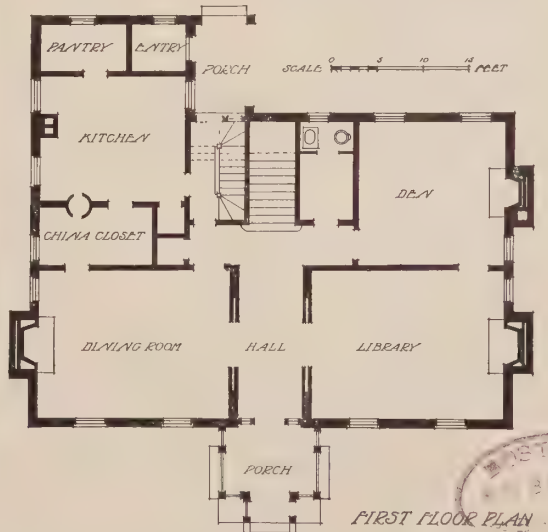 PANTRY
ENTRY
PORCH
SCALE 0 5 10 15 FEET
KITCHEN
DEN
CHINA CLOSET
DINING ROOM
HALL
LIBRARY
PORCH
FIRST FLOOR PLAN